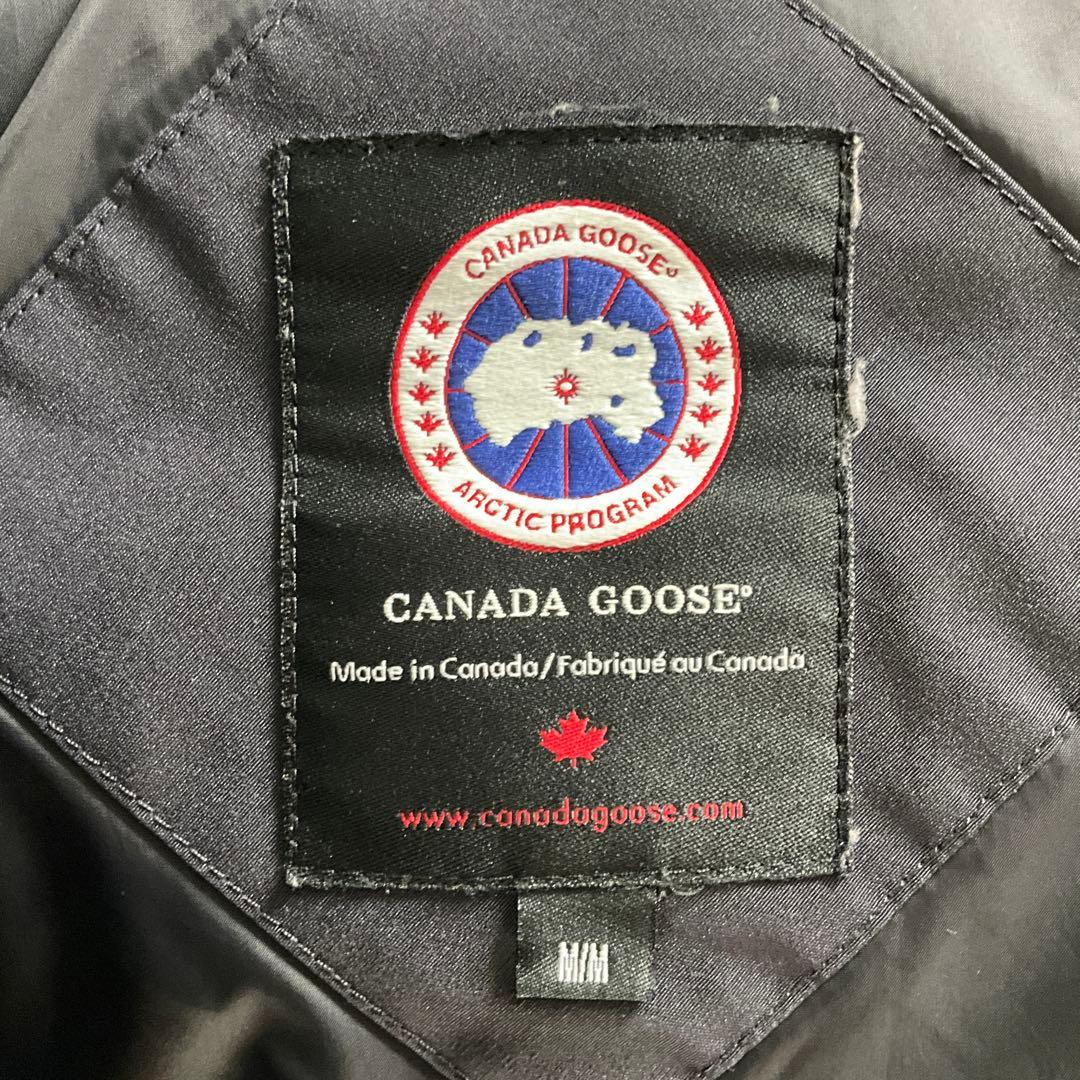 CANADA GOOSE®
ARCTIC PROGRAM
CANADA GOOSE®
Made in Canada/Fabriqué au Canada
www.canadagoose.com
M/M